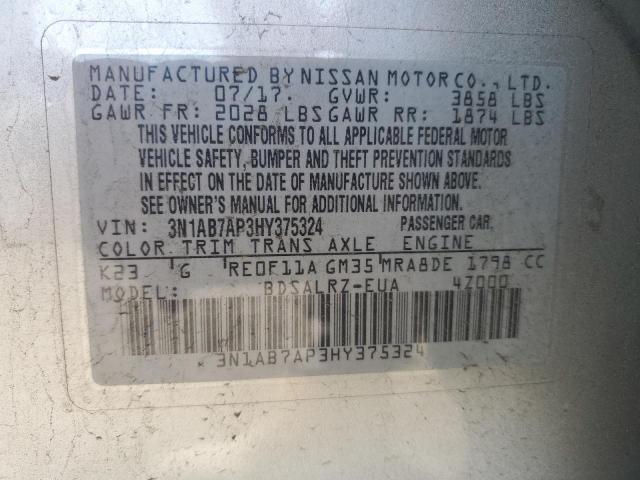 MANUFACTURED BY NISSAN MOTOR CO., LTD.
DATE: 07/17. GVWR: 3858 LBS
GAWR FR: 2028 LBS GAWR RR: 1874 LBS
THIS VEHICLE CONFORMS TO ALL APPLICABLE FEDERAL MOTOR
VEHICLE SAFETY, BUMPER AND THEFT PREVENTION STANDARDS
IN EFFECT ON THE DATE OF MANUFACTURE SHOWN ABOVE.
SEE OWNER'S MANUAL FOR ADDITIONAL INFORMATION.
VIN: 3N1AB7AP3HY375324 PASSENGER CAR
COLOR TRIM TRANS AXLE ENGINE
K23 G RE0F11A GM35 MRA8DE 1798 CC
MODEL: BDSALRZ-EUA 4Z000
3N1AB7AP3HY375324